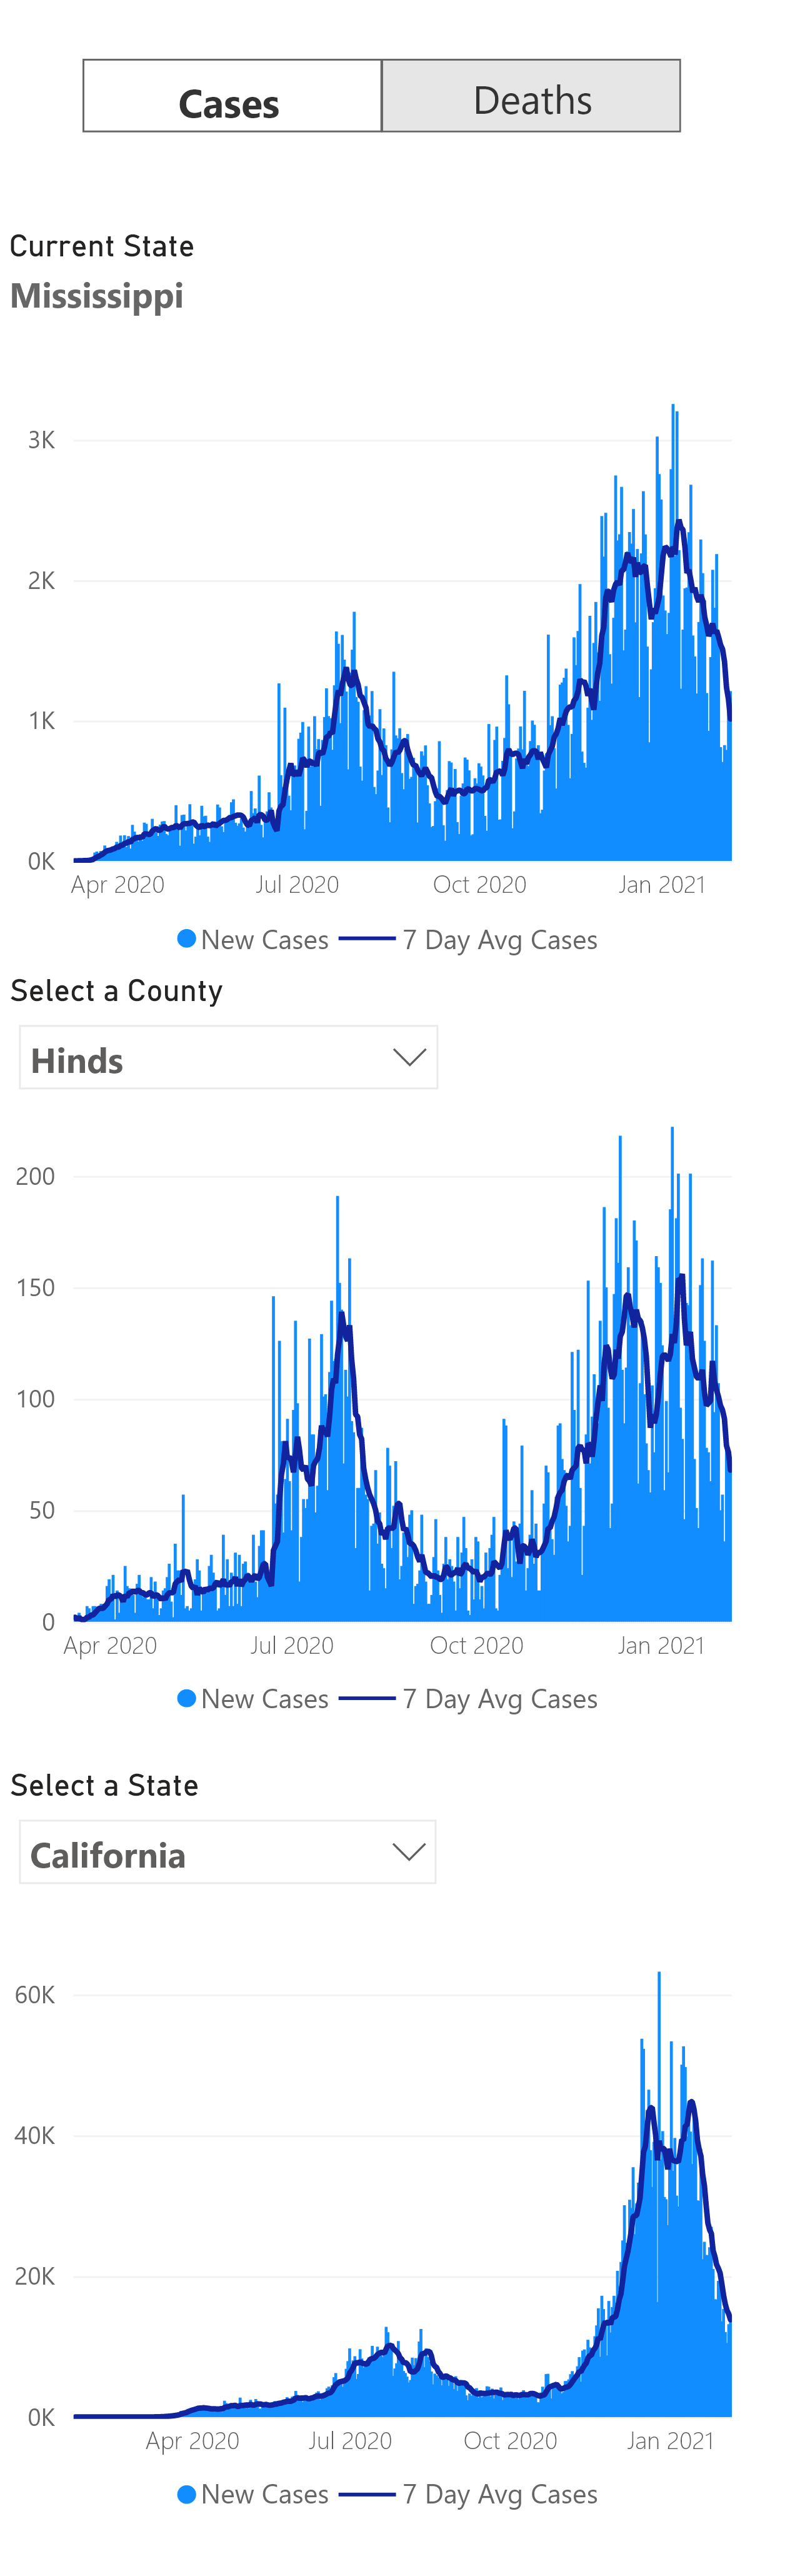 Cases Deaths
Current State
Mississippi
3K
2K
1K
0K
Apr 2020 Jul 2020 Oct 2020 Jan 2021
New Cases 7 Day Avg Cases
Select a County
Hinds
200
150
100
50
0
Apr 2020 Jul 2020 Oct 2020 Jan 2021
New Cases 7 Day Avg Cases
Select a State
California
60K
40K
20K
0K
Apr 2020 Jul 2020 Oct 2020 Jan 2021
New Cases 7 Day Avg Cases